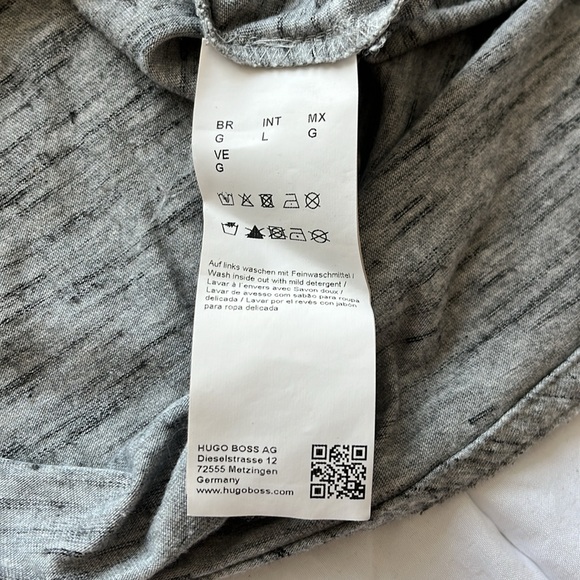 BR INT MX
G L G
VE
G
Auf links waschen mit Feinwaschmittel /
Wash inside out with mild detergent /
Lavar à l'envers avec Savon doux /
Lavar de avesso com sabão para roupa
delicada / Lavar por el revés con jabón
para ropa delicada
HUGO BOSS AG
Dieselstrasse 12
72555 Metzingen
Germany
www.hugoboss.com